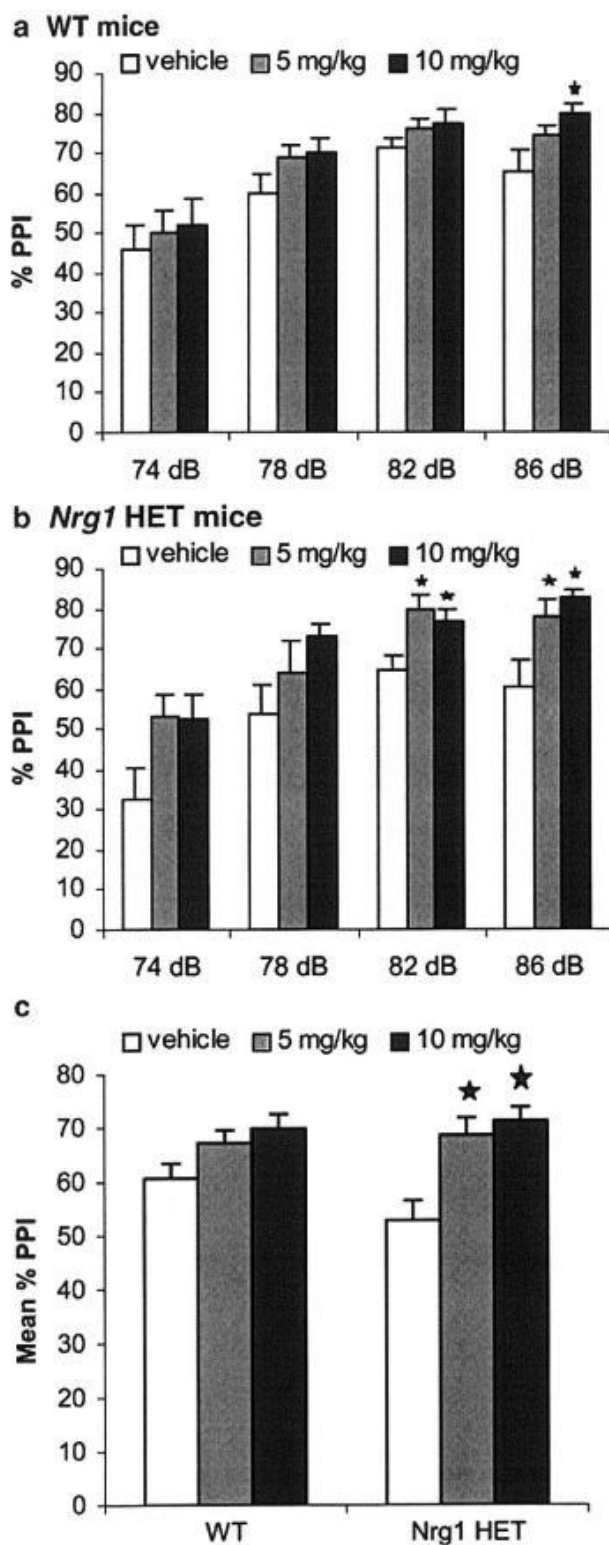 a WT mice
vehicle 5 mg/kg 10 mg/kg
90
80
70
60
50
40
30
20
10
0
% PPI
74 dB 78 dB 82 dB 86 dB
b Nrg1 HET mice
vehicle 5 mg/kg 10 mg/kg
90
80
70
60
50
40
30
20
10
0
% PPI
74 dB 78 dB 82 dB 86 dB
c
vehicle 5 mg/kg 10 mg/kg
80
70
60
50
40
30
20
10
0
Mean % PPI
WT Nrg1 HET